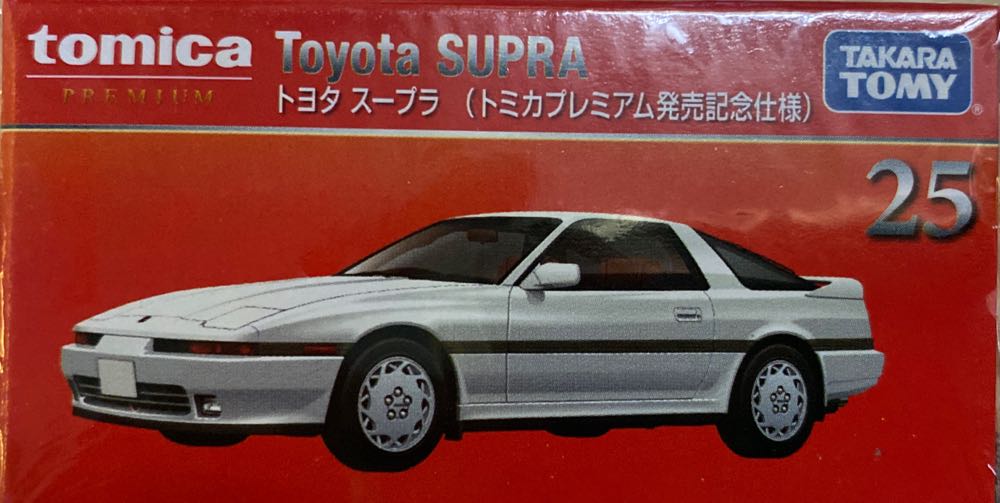 tomica
PREMIUM
Toyota SUPRA
トヨタ スープラ (トミカプレミアム発売記念仕様)
TAKARA
TOMY
®
25